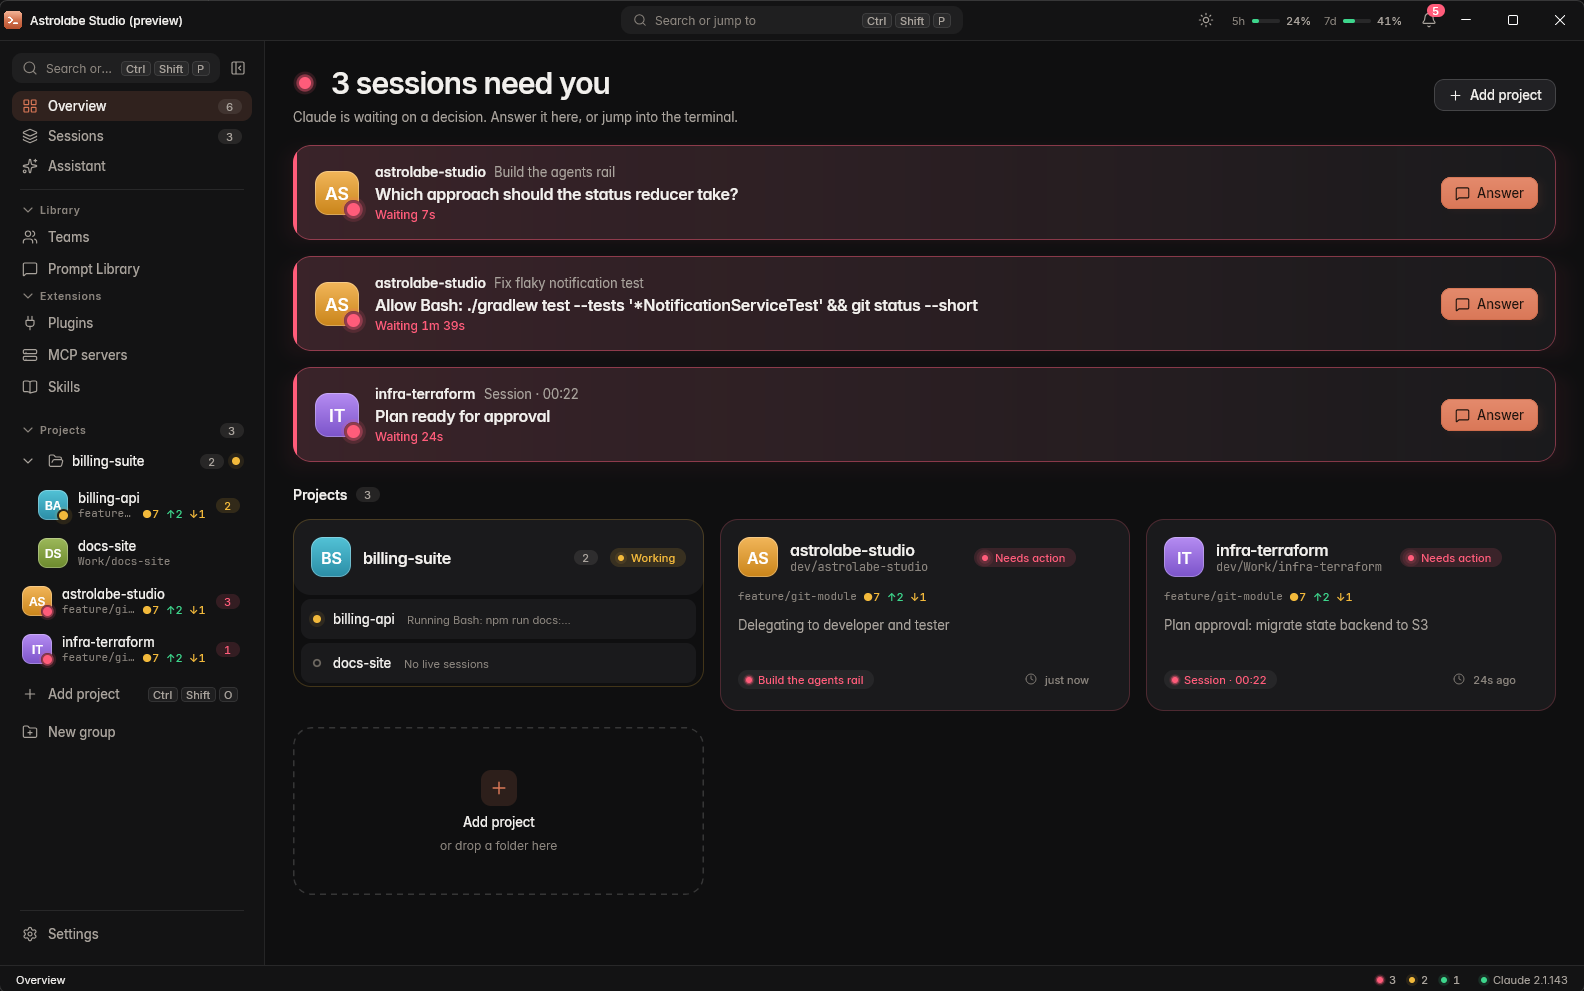 Astrolabe Studio (preview)
Search or jump to
Ctrl Shift P
5h 24% 7d 41%
5
Search or... Ctrl Shift P
Overview 6
Sessions 3
Assistant
Library
Teams
Prompt Library
Extensions
Plugins
MCP servers
Skills
Projects 3
billing-suite 2
BA billing-api
feature... 7 ↑2 ↓1 2
DS docs-site
Work/docs-site
AS astrolabe-studio
feature/gi... 7 ↑2 ↓1 3
IT infra-terraform
feature/gi... 7 ↑2 ↓1 1
Add project Ctrl Shift O
New group
Settings
3 sessions need you
Claude is waiting on a decision. Answer it here, or jump into the terminal.
Add project
AS
astrolabe-studio Build the agents rail
Which approach should the status reducer take?
Waiting 7s
Answer
AS
astrolabe-studio Fix flaky notification test
Allow Bash: ./gradlew test --tests '*NotificationServiceTest' && git status --short
Waiting 1m 39s
Answer
IT
infra-terraform Session · 00:22
Plan ready for approval
Waiting 24s
Answer
Projects 3
BS billing-suite 2 Working
billing-api Running Bash: npm run docs:...
docs-site No live sessions
AS astrolabe-studio Needs action
dev/astrolabe-studio
feature/git-module 7 ↑2 ↓1
Delegating to developer and tester
Build the agents rail just now
IT infra-terraform Needs action
dev/Work/infra-terraform
feature/git-module 7 ↑2 ↓1
Plan approval: migrate state backend to S3
Session · 00:22 24s ago
Add project
or drop a folder here
Overview
3 2 1 Claude 2.1.143